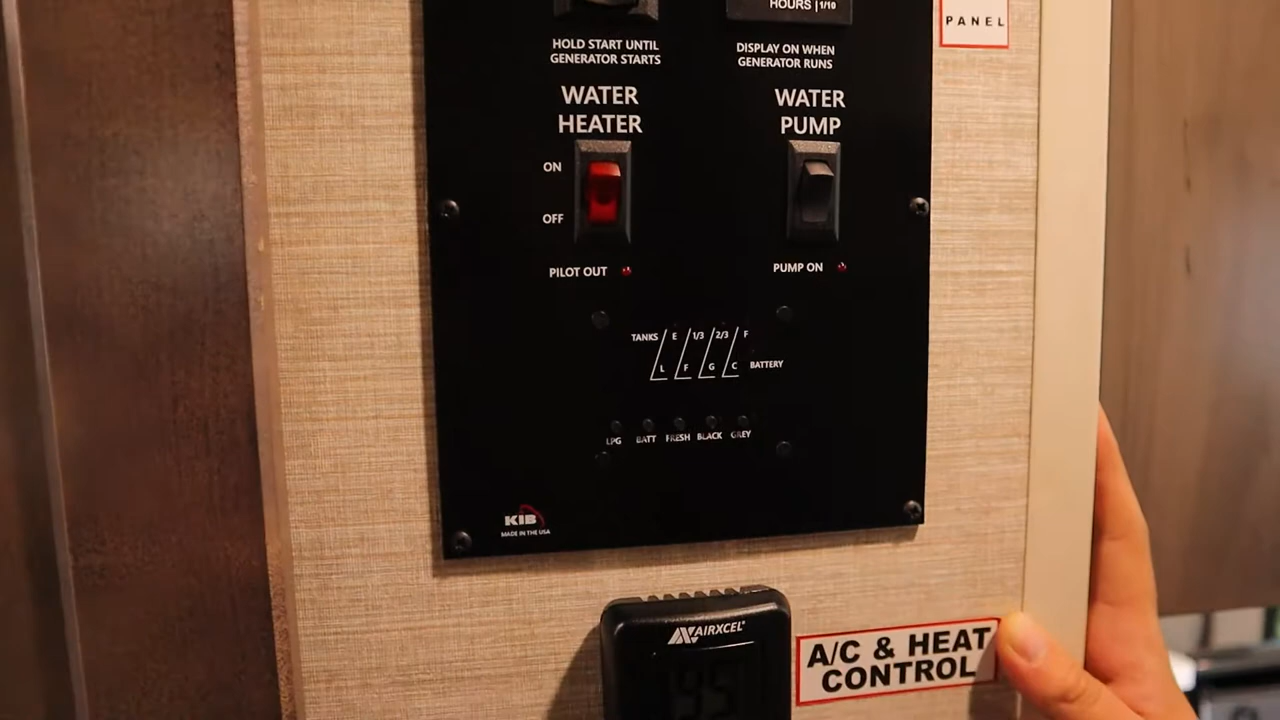 HOURS 1/10
PANEL
HOLD START UNTIL
GENERATOR STARTS
DISPLAY ON WHEN
GENERATOR RUNS
WATER
HEATER
WATER
PUMP
ON
OFF
PILOT OUT
PUMP ON
TANKS E 1/3 2/3 F
L F G C BATTERY
LPG BATT FRESH BLACK GREY
KIB
MADE IN THE USA
AIRXCEL
A/C & HEAT
CONTROL